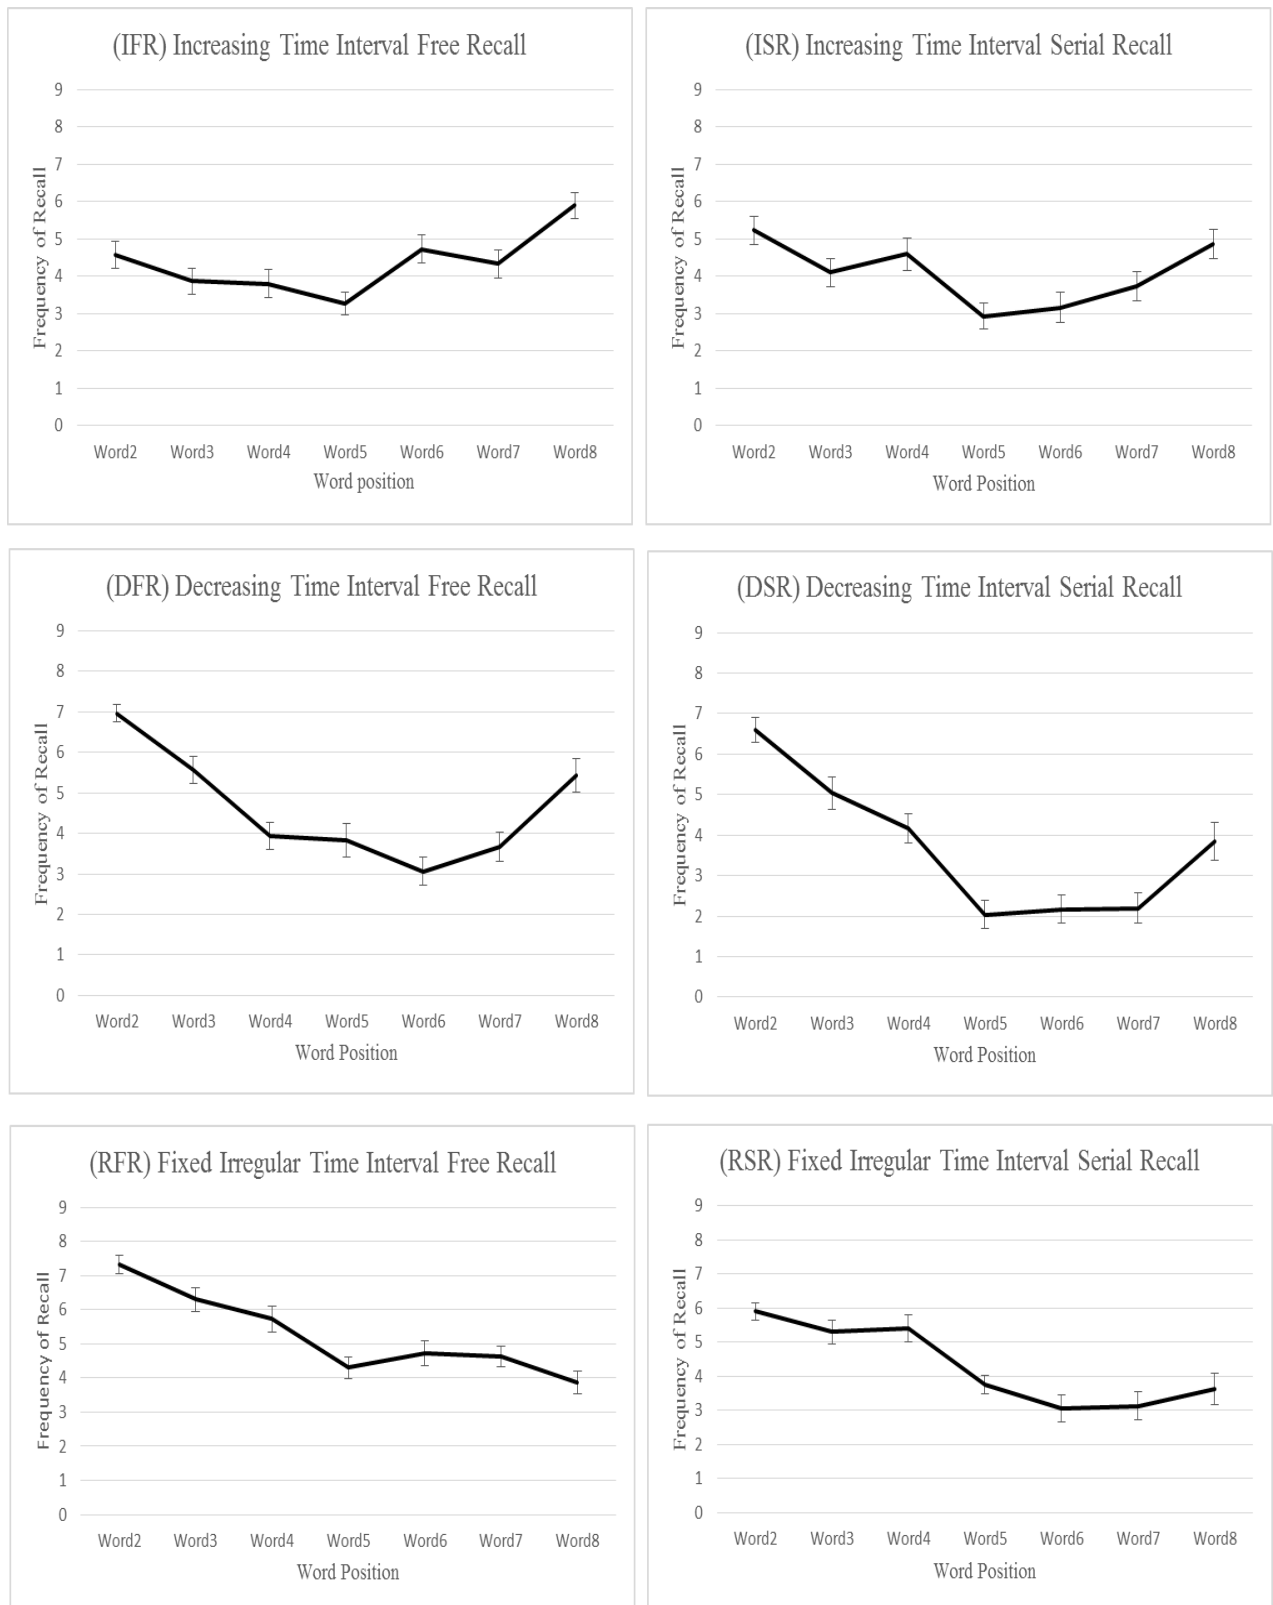 (IFR) Increasing Time Interval Free Recall
9
8
7
6
5
4
3
2
1
0
Frequency of Recall
Word2 Word3 Word4 Word5 Word6 Word7 Word8
Word position
(ISR) Increasing Time Interval Serial Recall
9
8
7
6
5
4
3
2
1
0
Frequency of Recall
Word2 Word3 Word4 Word5 Word6 Word7 Word8
Word Position
(DFR) Decreasing Time Interval Free Recall
9
8
7
6
5
4
3
2
1
0
Frequency of Recall
Word2 Word3 Word4 Word5 Word6 Word7 Word8
Word Position
(DSR) Decreasing Time Interval Serial Recall
9
8
7
6
5
4
3
2
1
0
Frequency of Recall
Word2 Word3 Word4 Word5 Word6 Word7 Word8
Word Position
(RFR) Fixed Irregular Time Interval Free Recall
9
8
7
6
5
4
3
2
1
0
Frequency of Recall
Word2 Word3 Word4 Word5 Word6 Word7 Word8
Word Position
(RSR) Fixed Irregular Time Interval Serial Recall
9
8
7
6
5
4
3
2
1
0
Frequency of Recall
Word2 Word3 Word4 Word5 Word6 Word7 Word8
Word Position